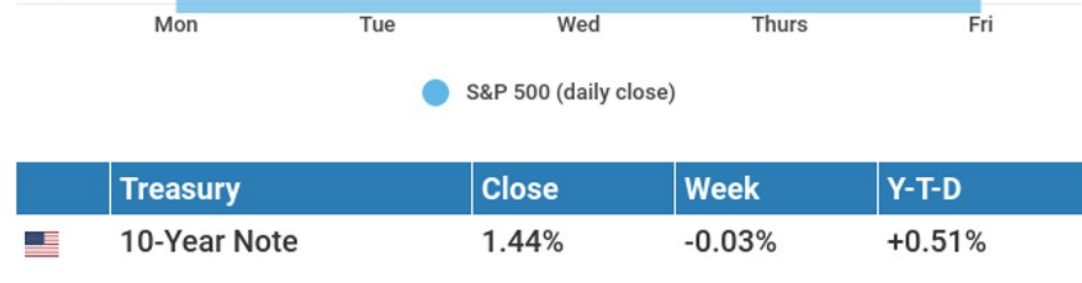 Mon Tue Wed Thurs Fri
S&P 500 (daily close)
Treasury Close Week Y-T-D
10-Year Note 1.44% -0.03% +0.51%